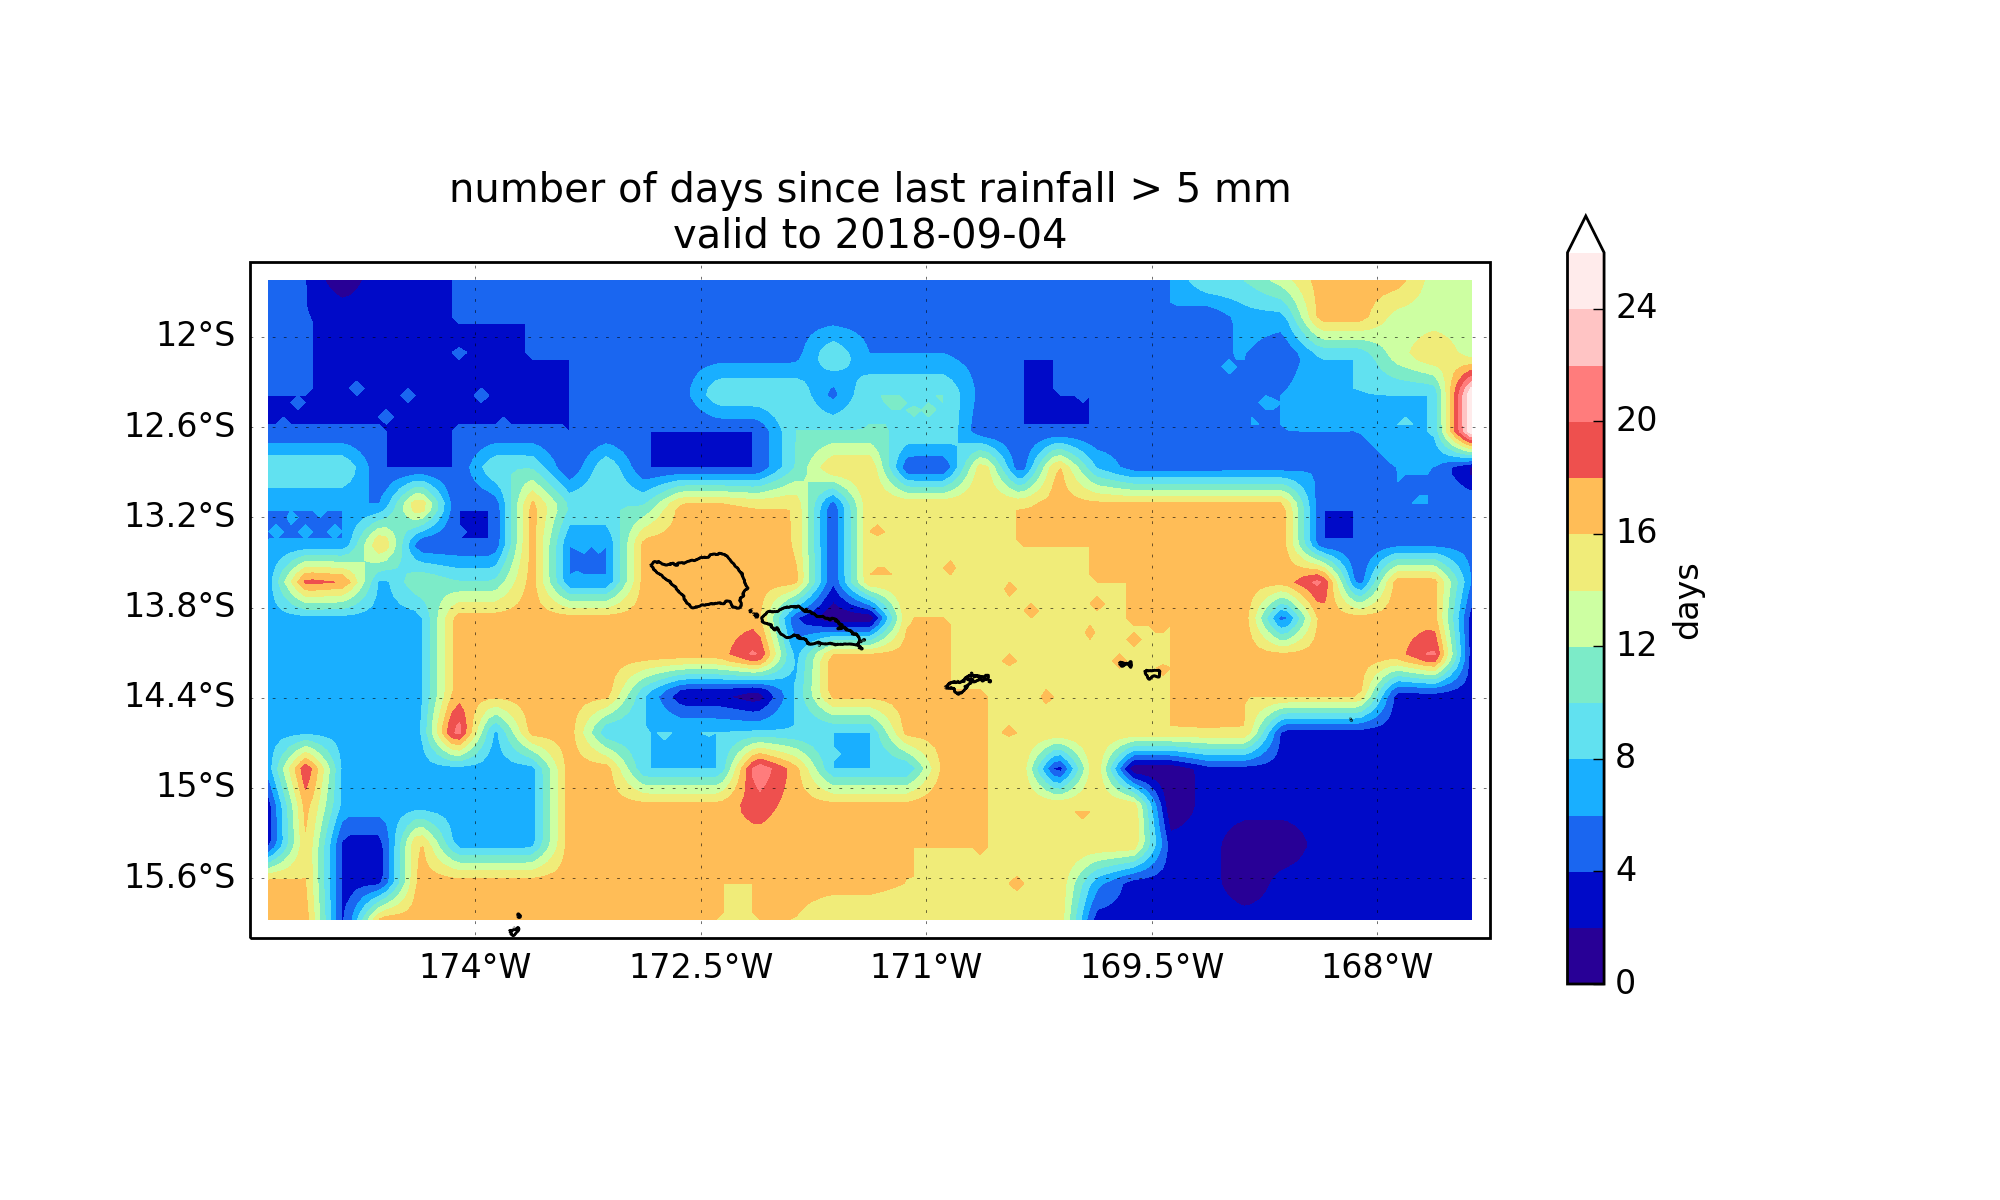 number of days since last rainfall > 5 mm
valid to 2018-09-04
12°S
12.6°S
13.2°S
13.8°S
14.4°S
15°S
15.6°S
174°W
172.5°W
171°W
169.5°W
168°W
24
20
16
12
8
4
0
days